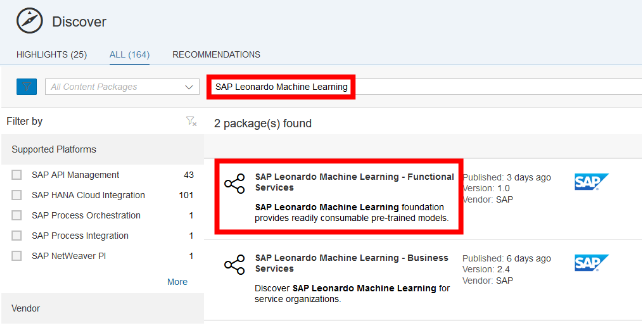 Discover
HIGHLIGHTS (25) ALL (164) RECOMMENDATIONS
All Content Packages SAP Leonardo Machine Learning
Filter by
2 package(s) found
Supported Platforms
SAP API Management 43
SAP HANA Cloud Integration 101
SAP Process Orchestration 1
SAP Process Integration 1
SAP NetWeaver PI 1
More
Vendor
SAP Leonardo Machine Learning - Functional
Services
SAP Leonardo Machine Learning foundation
provides readily consumable pre-trained models.
Published: 3 days ago
Version: 1.0
Vendor: SAP
SAP
SAP Leonardo Machine Learning - Business
Services
Discover SAP Leonardo Machine Learning for
service organizations.
Published: 6 days ago
Version: 2.4
Vendor: SAP
SAP